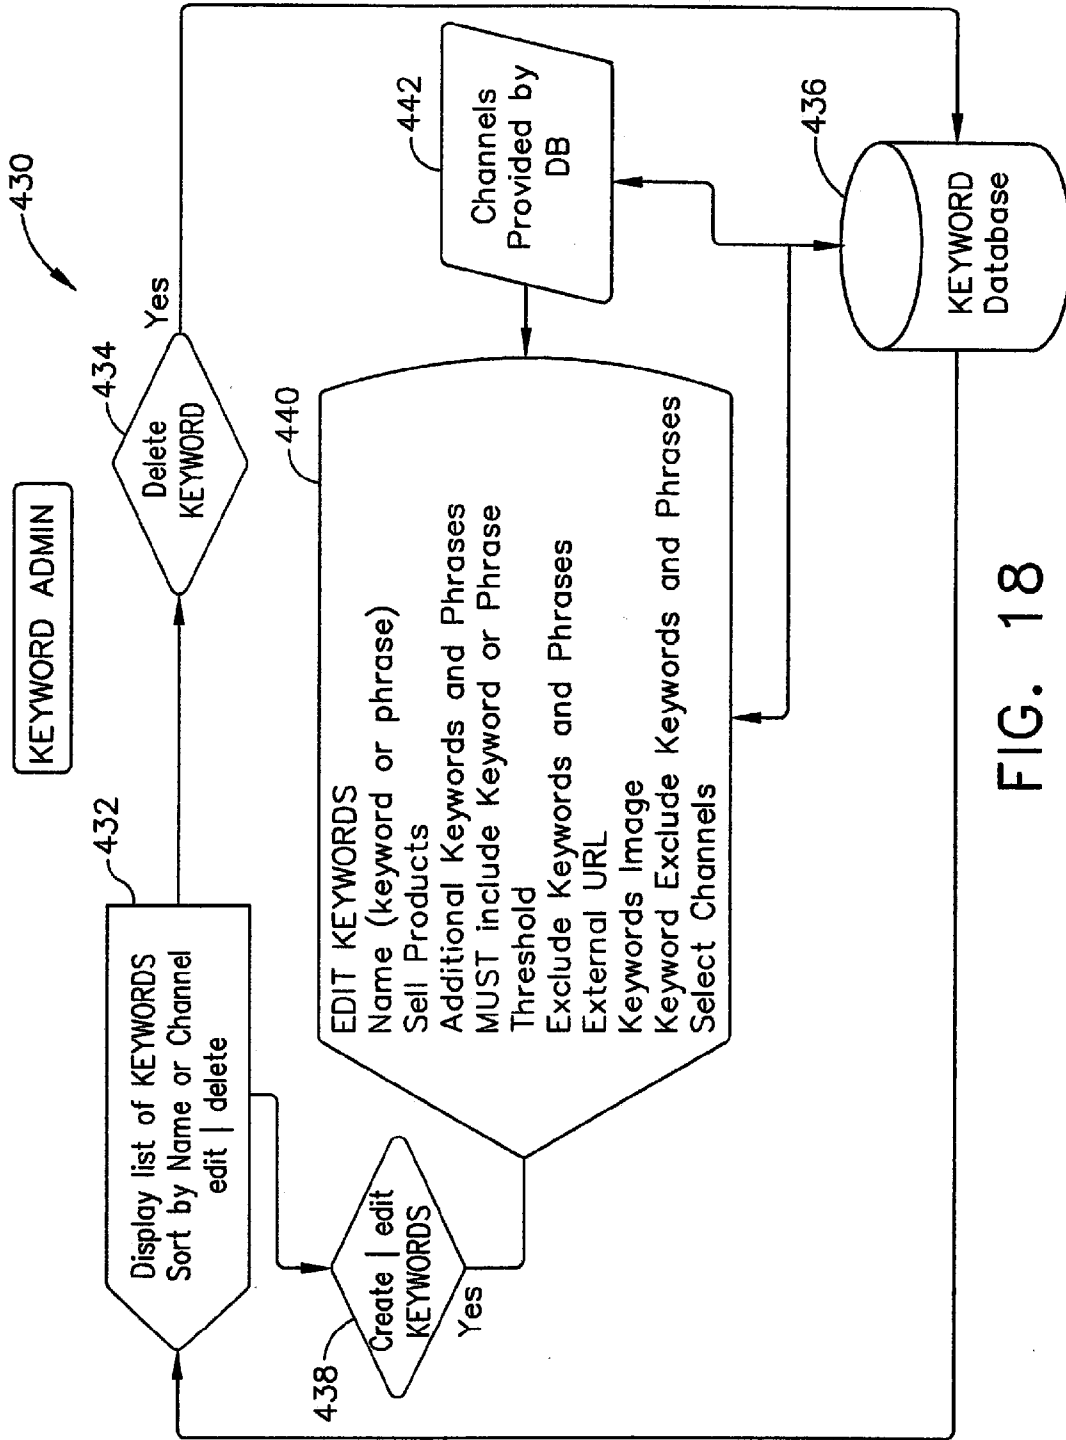 KEYWORD ADMIN
430
432
Display list of KEYWORDS
Sort by Name or Channel
edit | delete
434
Delete
KEYWORD
Yes
438
Create | edit
KEYWORDS
Yes
440
EDIT KEYWORDS
Name (keyword or phrase)
Sell Products
Additional Keywords and Phrases
MUST include Keyword or Phrase
Threshold
Exclude Keywords and Phrases
External URL
Keywords Image
Keyword Exclude Keywords and Phrases
Select Channels
442
Channels
Provided by
DB
436
KEYWORD
Database
FIG. 18